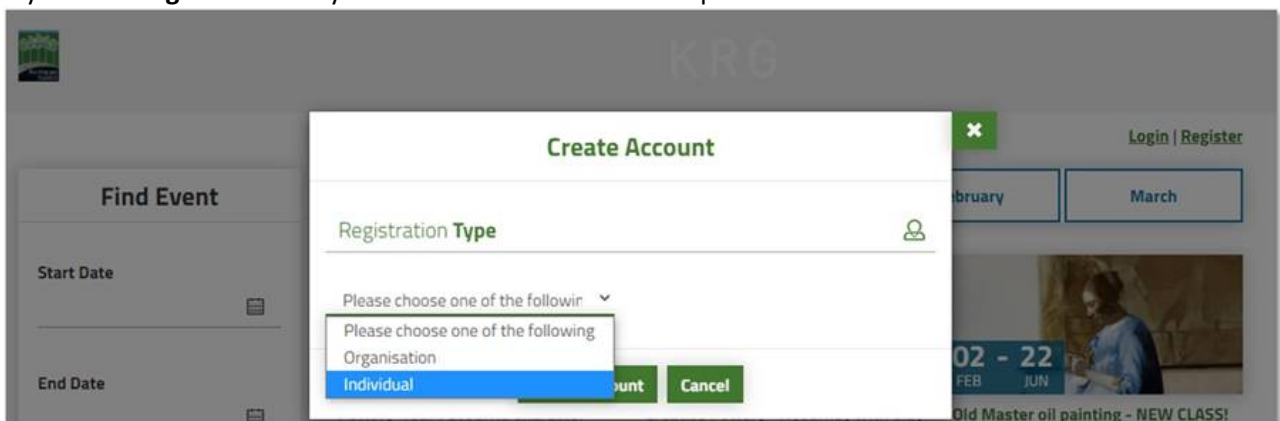 KRG
Create Account
Login | Register
Find Event
March
Registration Type
Start Date
Please choose one of the followin
Please choose one of the following
Organisation
Individual
Cancel
02 - 22
FEB JUN
End Date
Old Master oil painting - NEW CLASS!